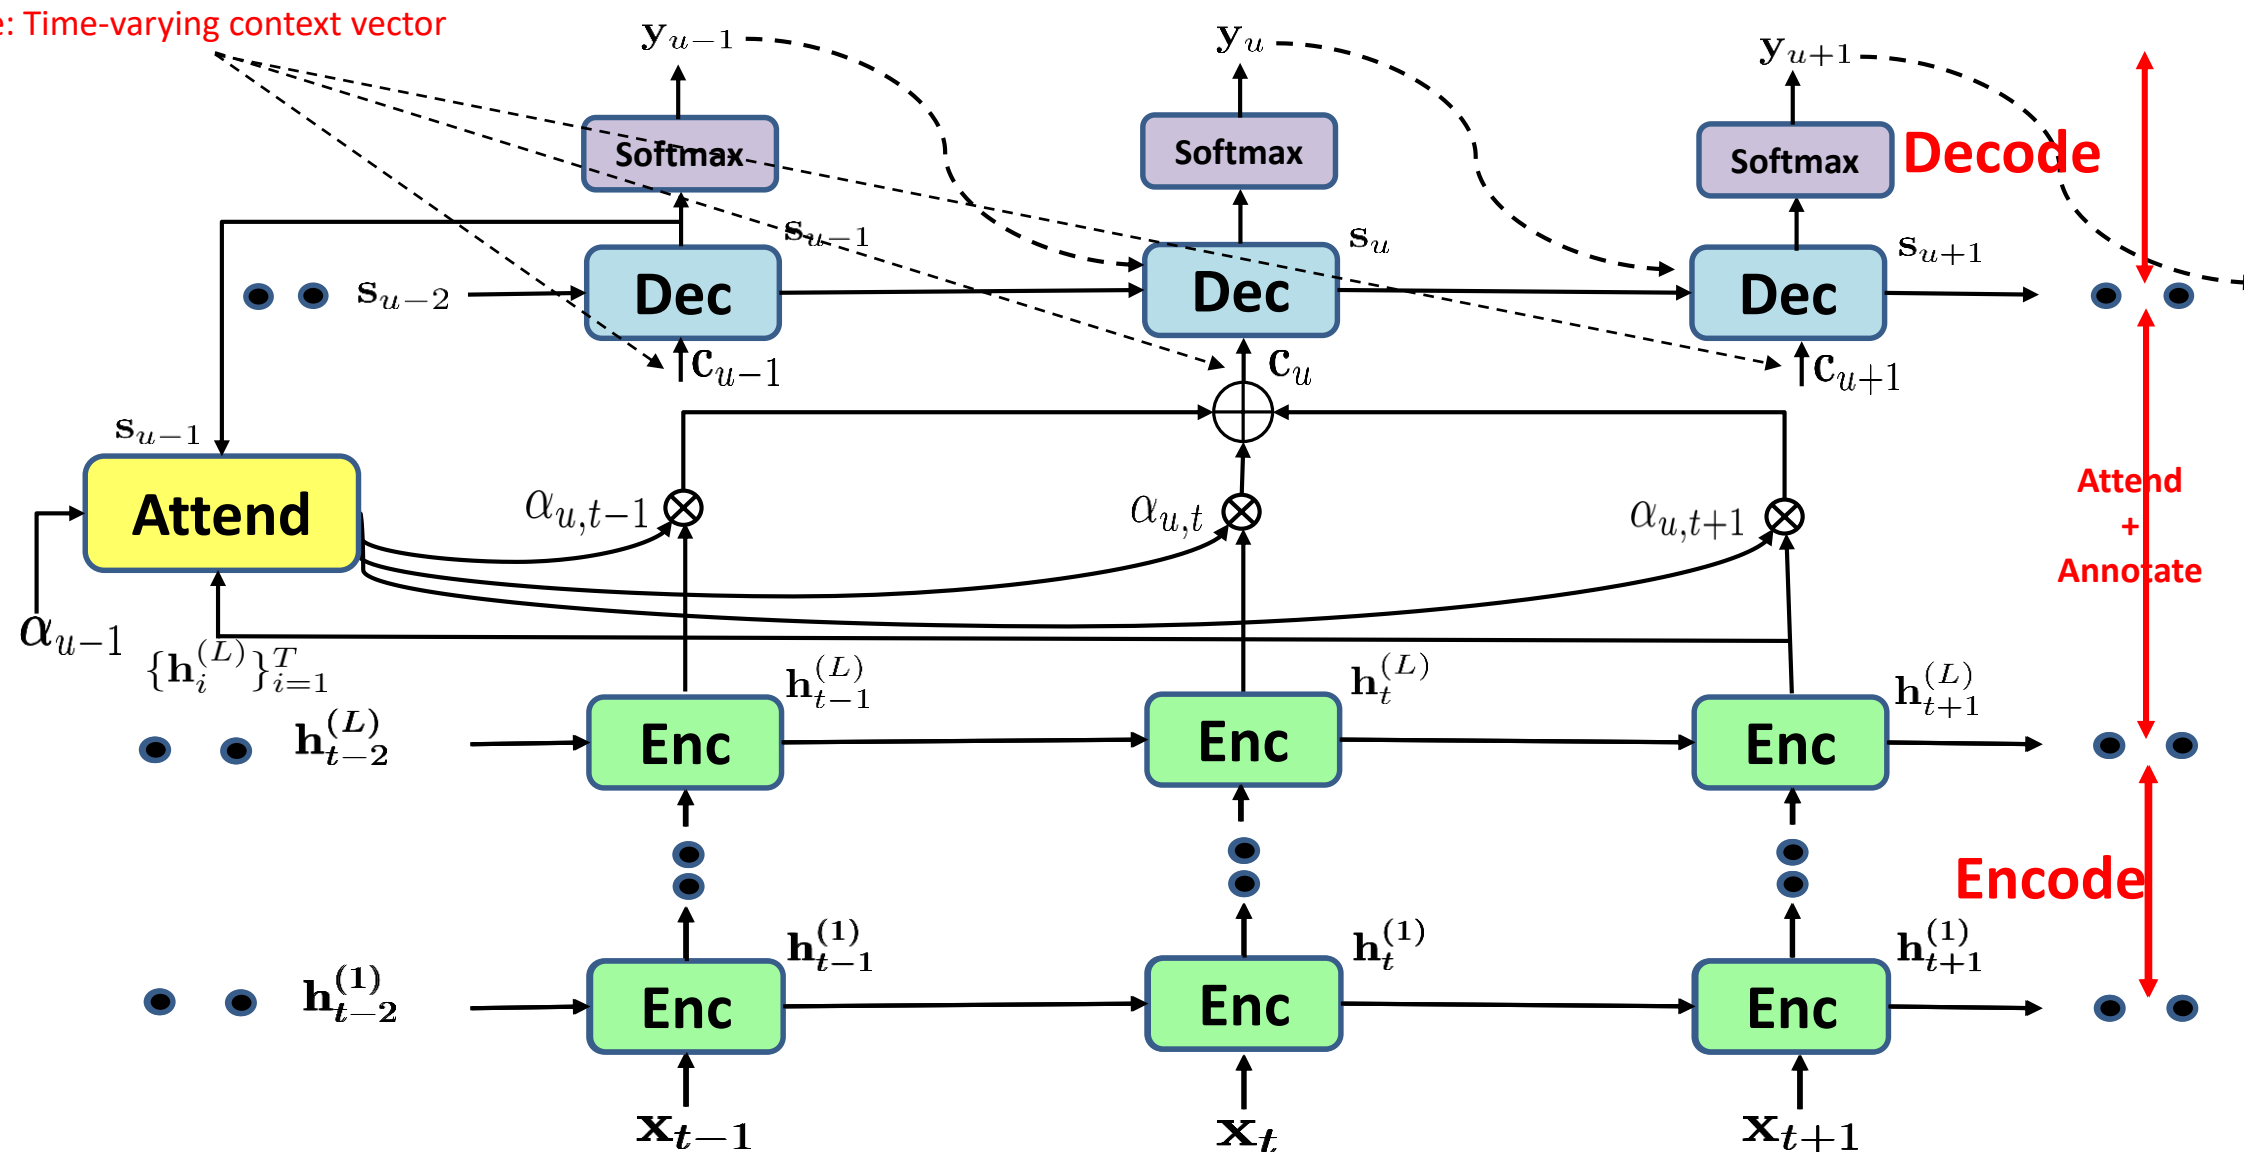 e: Time-varying context vector
y_{u-1} y_u y_{u+1}
Softmax Softmax Softmax Decode
s_{u-1} s_u s_{u+1}
s_{u-2} Dec Dec Dec
c_{u-1} c_u c_{u+1}
s_{u-1}
Attend α_{u,t-1} α_{u,t} α_{u,t+1}
Attend
+
Annotate
α_{u-1}
{h_i^{(L)}}_{i=1}^T h_{t-1}^{(L)} h_t^{(L)} h_{t+1}^{(L)}
h_{t-2}^{(L)} Enc Enc Enc
Encode
h_{t-1}^{(1)} h_t^{(1)} h_{t+1}^{(1)}
h_{t-2}^{(1)} Enc Enc Enc
x_{t-1} x_t x_{t+1}